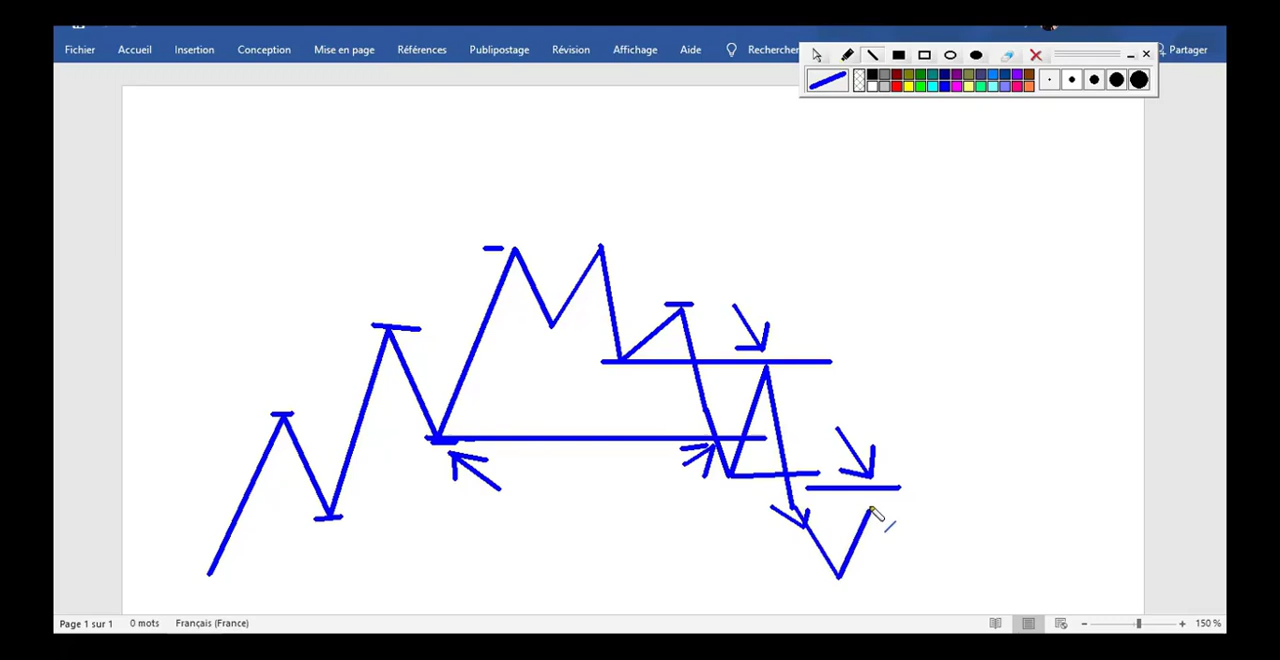 Fichier Accueil Insertion Conception Mise en page Références Publipostage Révision Affichage Aide Rechercher Partager
Page 1 sur 1 0 mots Français (France) 150 %